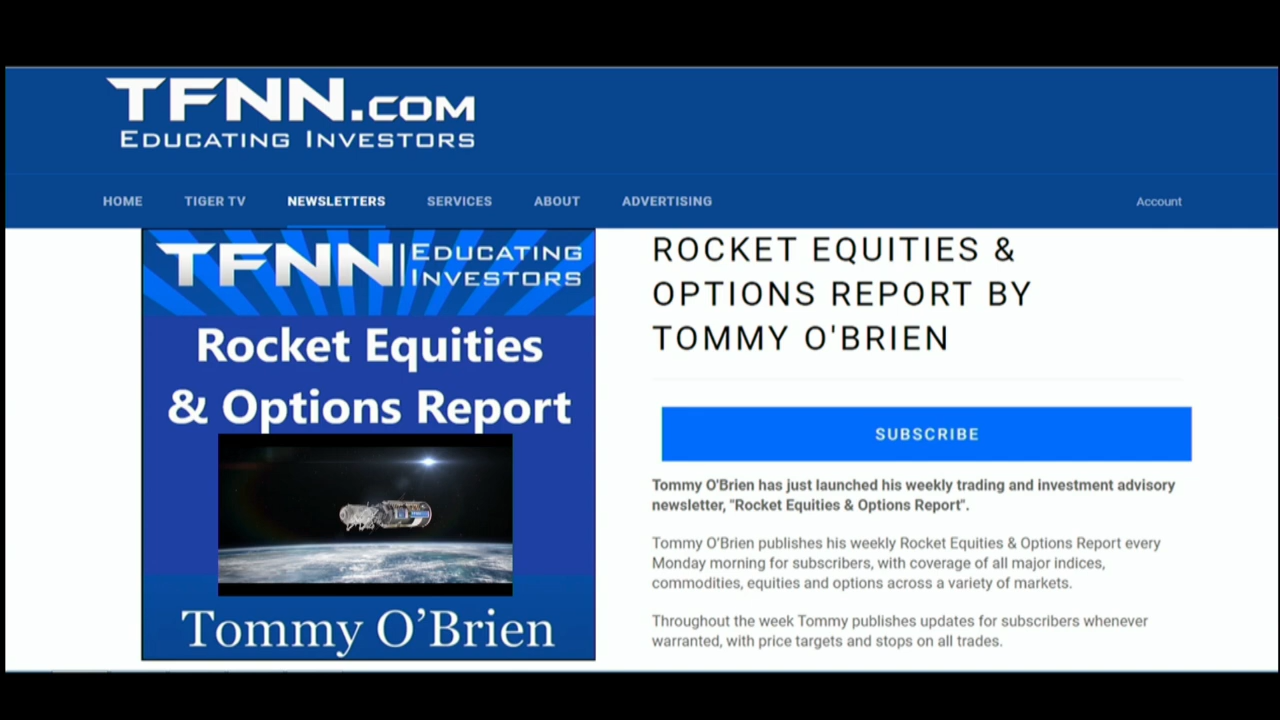 TFNN.COM
EDUCATING INVESTORS
HOME TIGER TV NEWSLETTERS SERVICES ABOUT ADVERTISING Account
TFNN | EDUCATING
INVESTORS
Rocket Equities
& Options Report
Tommy O’Brien
ROCKET EQUITIES &
OPTIONS REPORT BY
TOMMY O'BRIEN
SUBSCRIBE
Tommy O'Brien has just launched his weekly trading and investment advisory
newsletter, "Rocket Equities & Options Report".
Tommy O’Brien publishes his weekly Rocket Equities & Options Report every
Monday morning for subscribers, with coverage of all major indices,
commodities, equities and options across a variety of markets.
Throughout the week Tommy publishes updates for subscribers whenever
warranted, with price targets and stops on all trades.